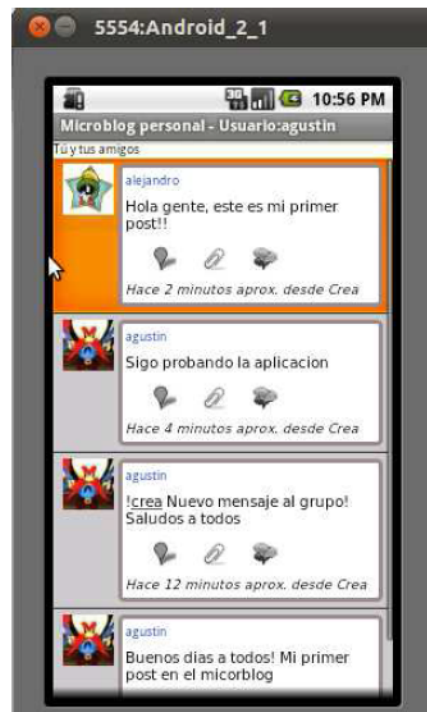 5554:Android_2_1
3G
10:56 PM
Microblog personal - Usuario:agustin
Tú y tus amigos
alejandro
Hola gente, este es mi primer
post!!
Hace 2 minutos aprox. desde Crea
agustin
Sigo probando la aplicacion
Hace 4 minutos aprox. desde Crea
agustin
!crea Nuevo mensaje al grupo!
Saludos a todos
Hace 12 minutos aprox. desde Crea
agustin
Buenos dias a todos! Mi primer
post en el micorblog